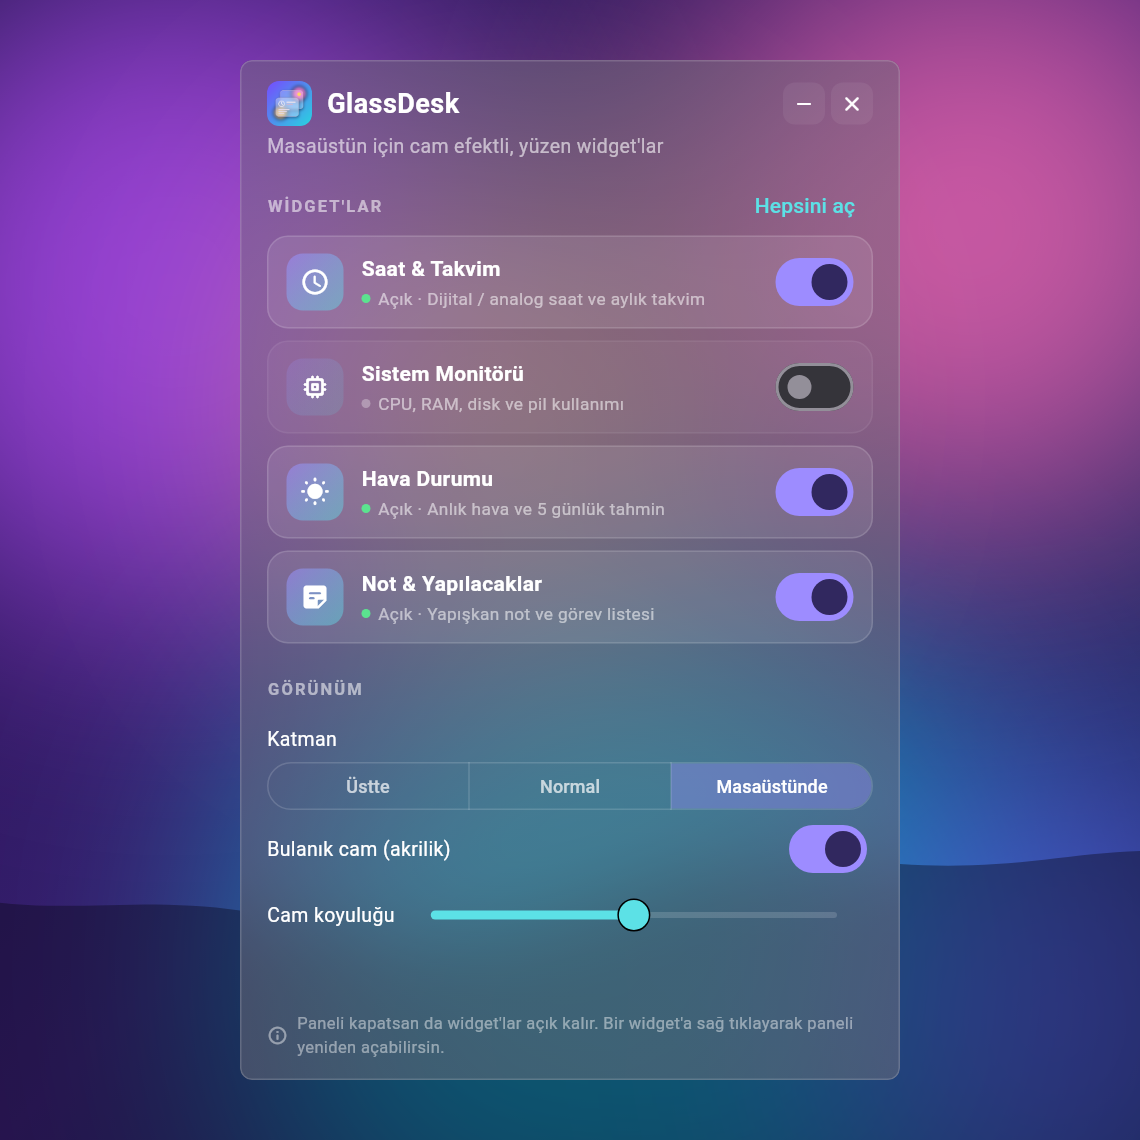 GlassDesk
Masaüstün için cam efektli, yüzen widget'lar
WİDGET'LAR
Hepsini aç
Saat & Takvim
Açık · Dijital / analog saat ve aylık takvim
Sistem Monitörü
CPU, RAM, disk ve pil kullanımı
Hava Durumu
Açık · Anlık hava ve 5 günlük tahmin
Not & Yapılacaklar
Açık · Yapışkan not ve görev listesi
GÖRÜNÜM
Katman
Üstte
Normal
Masaüstünde
Bulanık cam (akrilik)
Cam koyuluğu
Paneli kapatsan da widget'lar açık kalır. Bir widget'a sağ tıklayarak paneli
yeniden açabilirsin.